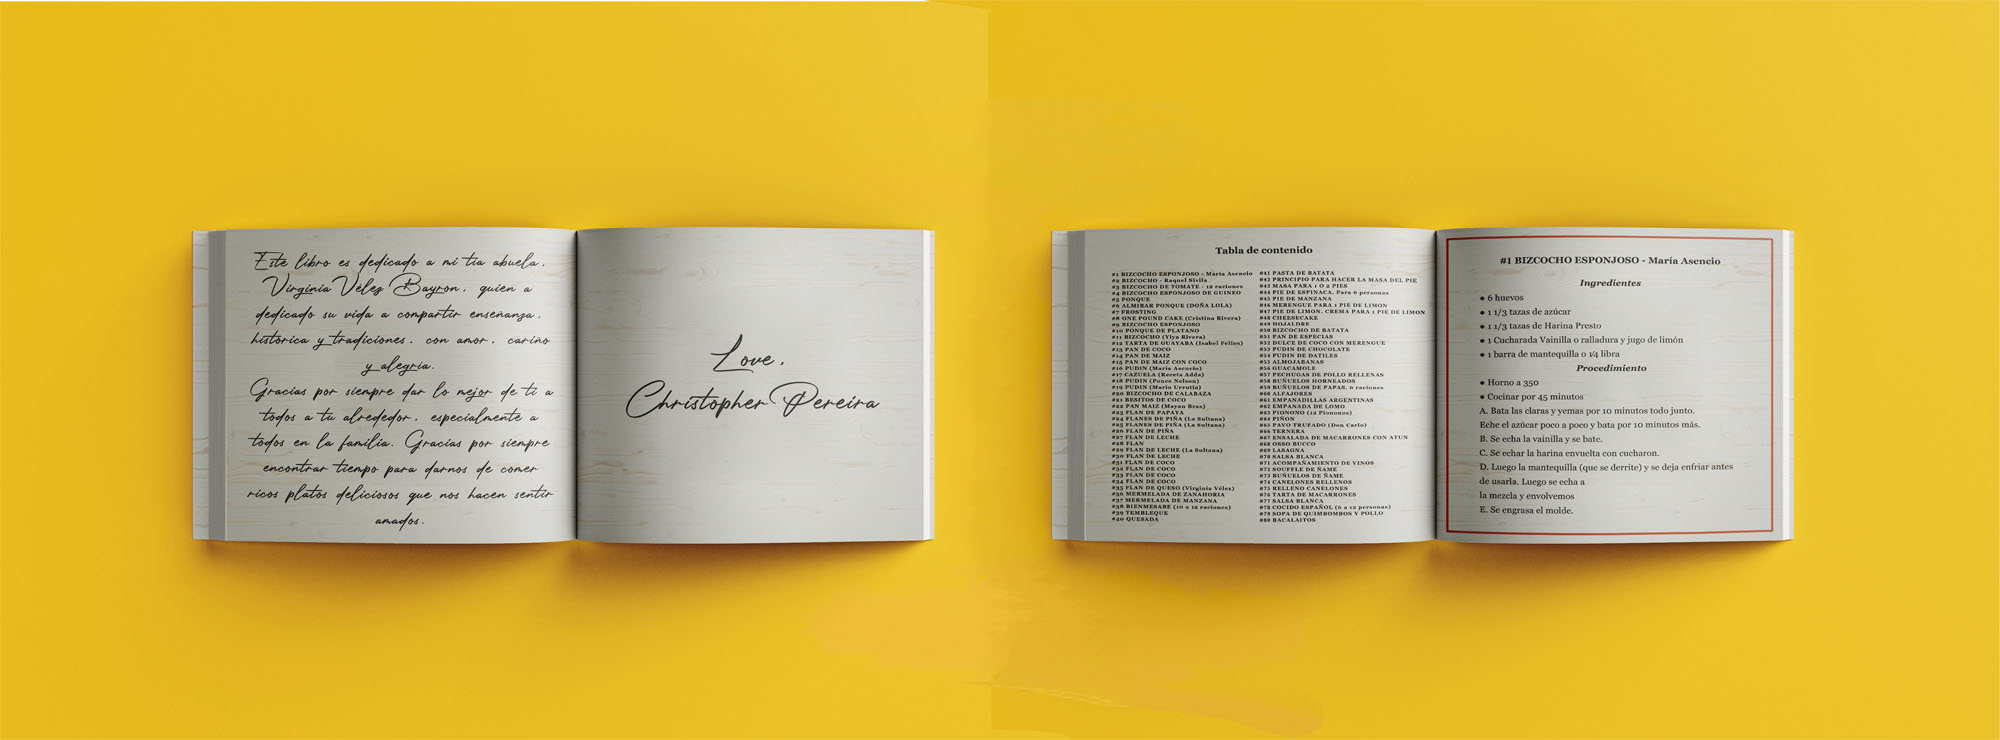 Este libro es dedicado a mi tía abuela,
Virginia Vélez Bayron, quien a
dedicado su vida a compartir enseñanza,
histórica y tradiciones, con amor, cariño
y alegría.
Gracias por siempre dar lo mejor de ti a
todos a tu alrededor, especialmente a
todos en la familia. Gracias por siempre
encontrar tiempo para darnos de comer
ricos platos deliciosos que nos hacen sentir
amados.
Love,
Christopher Pereira
Tabla de contenido
#1 BIZCOCHO ESPONJOSO - María Asencio
#2 BIZCOCHO - Raquel Sivils
#3 BIZCOCHO DE TOMATE - 12 raciones
#4 BIZCOCHO ESPONJOSO DE GUINEO
#5 PONQUE
#6 ALMIBAR PONQUE (DOÑA LOLA)
#7 FROSTING
#8 ONE POUND CAKE (Cristina Rivera)
#9 BIZCOCHO ESPONJOSO
#10 PONQUE DE PLATANO
#11 BIZCOCHO (Yiya Rivera)
#12 TARTA DE GUAYABA (Isabel Felios)
#13 PAN DE COCO
#14 PAN DE MAIZ
#15 PAN DE MAIZ CON COCO
#16 PUDIN (María Asencio)
#17 CAZUELA (Receta Adda)
#18 PUDIN (Ponce Nelson)
#19 PUDIN (Mario Urrutia)
#20 BIZCOCHO DE CALABAZA
#21 BESITOS DE COCO
#22 PAN MAIZ (Mayan Bras)
#23 FLAN DE PAPAYA
#24 FLANES DE PIÑA (La Sultana)
#25 FLANES DE PIÑA (La Sultana)
#26 FLAN DE PIÑA
#27 FLAN DE LECHE
#28 FLAN
#29 FLAN DE LECHE (La Sultana)
#30 FLAN DE LECHE
#31 FLAN DE COCO
#32 FLAN DE COCO
#33 FLAN DE COCO
#34 FLAN DE COCO
#35 FLAN DE QUESO (Virginia Vélez)
#36 MERMELADA DE ZANAHORIA
#37 MERMELADA DE MANZANA
#38 BIENMESABE (10 a 12 raciones)
#39 TEMBLEQUE
#40 QUESADA
#41 PASTA DE BATATA
#42 PRINCIPIO PARA HACER LA MASA DEL PIE
#43 MASA PARA 1 O 2 PIES
#44 PIE DE ESPINACA. Para 6 personas
#45 PIE DE MANZANA
#46 MERENGUE PARA 1 PIE DE LIMON
#47 PIE DE LIMON. CREMA PARA 1 PIE DE LIMON
#48 CHEESECAKE
#49 HOJALDRE
#50 BIZCOCHO DE BATATA
#51 PAN DE ESPECIAS
#52 DULCE DE COCO CON MERENGUE
#53 PUDIN DE CHOCOLATE
#54 PUDIN DE DATILES
#55 ALMOJABANAS
#56 GUACAMOLE
#57 PECHUGAS DE POLLO RELLENAS
#58 BUÑUELOS HORNEADOS
#59 BUÑUELOS DE PAPAS. 6 raciones
#60 ALFAJORES
#61 EMPANADILLAS ARGENTINAS
#62 EMPANADA DE LOMO
#63 PIONONO (12 Piononos)
#64 PIÑON
#65 PAVO TRUFADO (Don Carlo)
#66 TERNERA
#67 ENSALADA DE MACARRONES CON ATUN
#68 OSSO BUCCO
#69 LASAGNA
#70 SALSA BLANCA
#71 ACOMPAÑAMIENTO DE VINOS
#72 SOUFFLE DE ÑAME
#73 BUÑUELOS DE ÑAME
#74 CANELONES RELLENOS
#75 RELLENO CANELONES
#76 TARTA DE MACARRONES
#77 SALSA BLANCA
#78 COCIDO ESPAÑOL (6 a 12 personas)
#79 SOPA DE QUIMBOMBOS Y POLLO
#80 BACALAITOS
#1 BIZCOCHO ESPONJOSO - María Asencio
Ingredientes
● 6 huevos
● 1 1/3 tazas de azúcar
● 1 1/3 tazas de Harina Presto
● 1 Cucharada Vainilla o ralladura y jugo de limón
● 1 barra de mantequilla o ¼ libra
Procedimiento
● Horno a 350
● Cocinar por 45 minutos
A. Bata las claras y yemas por 10 minutos todo junto.
Eche el azúcar poco a poco y bata por 10 minutos más.
B. Se echa la vainilla y se bate.
C. Se echar la harina envuelta con cucharon.
D. Luego la mantequilla (que se derrite) y se deja enfriar antes
de usarla. Luego se echa a
la mezcla y envolvemos
E. Se engrasa el molde.